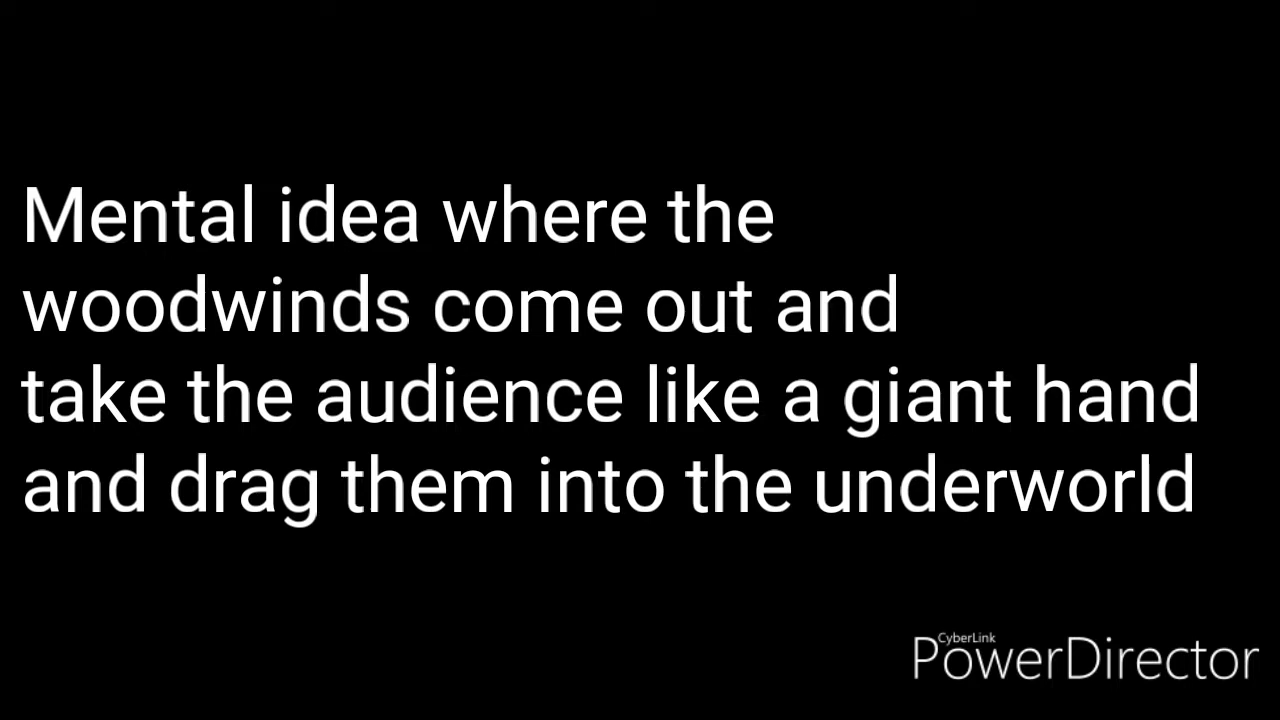 Mental idea where the
woodwinds come out and
take the audience like a giant hand
and drag them into the underworld
CyberLink
PowerDirector